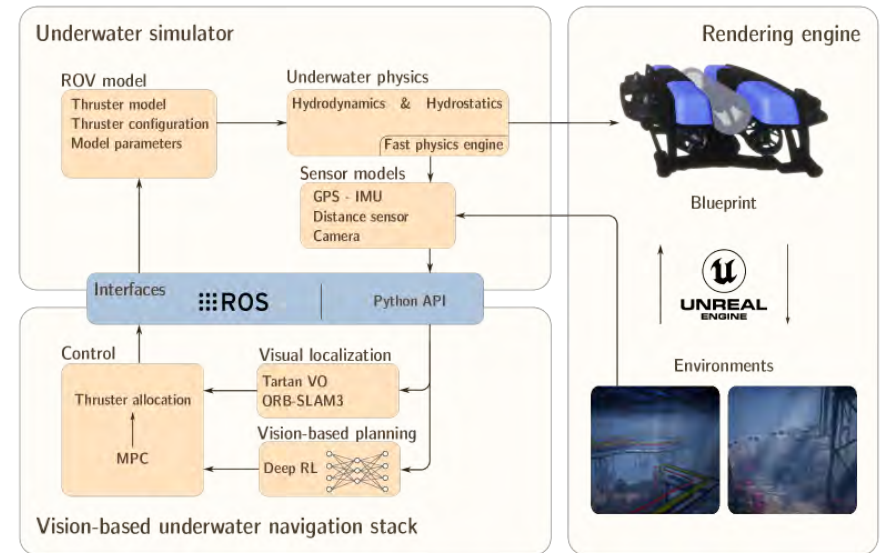 Underwater simulator
ROV model
Thruster model
Thruster configuration
Model parameters
Underwater physics
Hydrodynamics & Hydrostatics
Fast physics engine
Sensor models
GPS - IMU
Distance sensor
Camera
Interfaces
ROS
Python API
Control
Thruster allocation
MPC
Visual localization
Tartan VO
ORB-SLAM3
Vision-based planning
Deep RL
Vision-based underwater navigation stack
Rendering engine
Blueprint
UNREAL
ENGINE
Environments